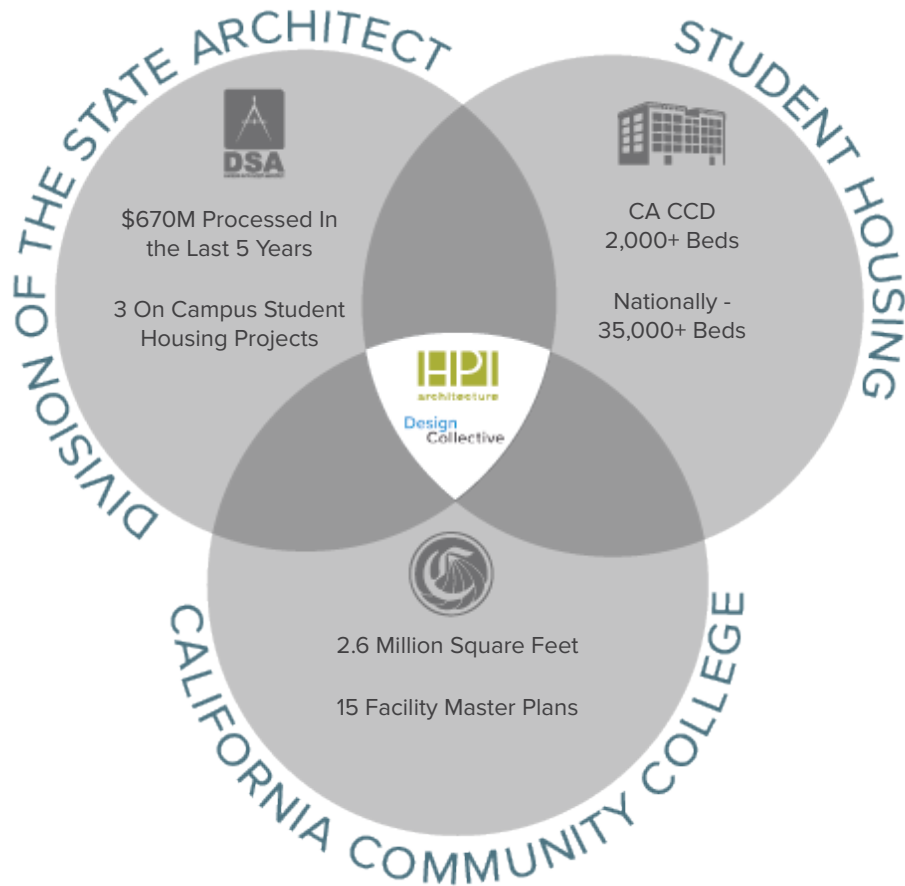 DIVISION OF THE STATE ARCHITECT
DSA
$670M Processed In
the Last 5 Years
3 On Campus Student
Housing Projects
STUDENT HOUSING
CA CCD
2,000+ Beds
Nationally -
35,000+ Beds
HPI
architecture
Design
Collective
2.6 Million Square Feet
15 Facility Master Plans
CALIFORNIA COMMUNITY COLLEGE